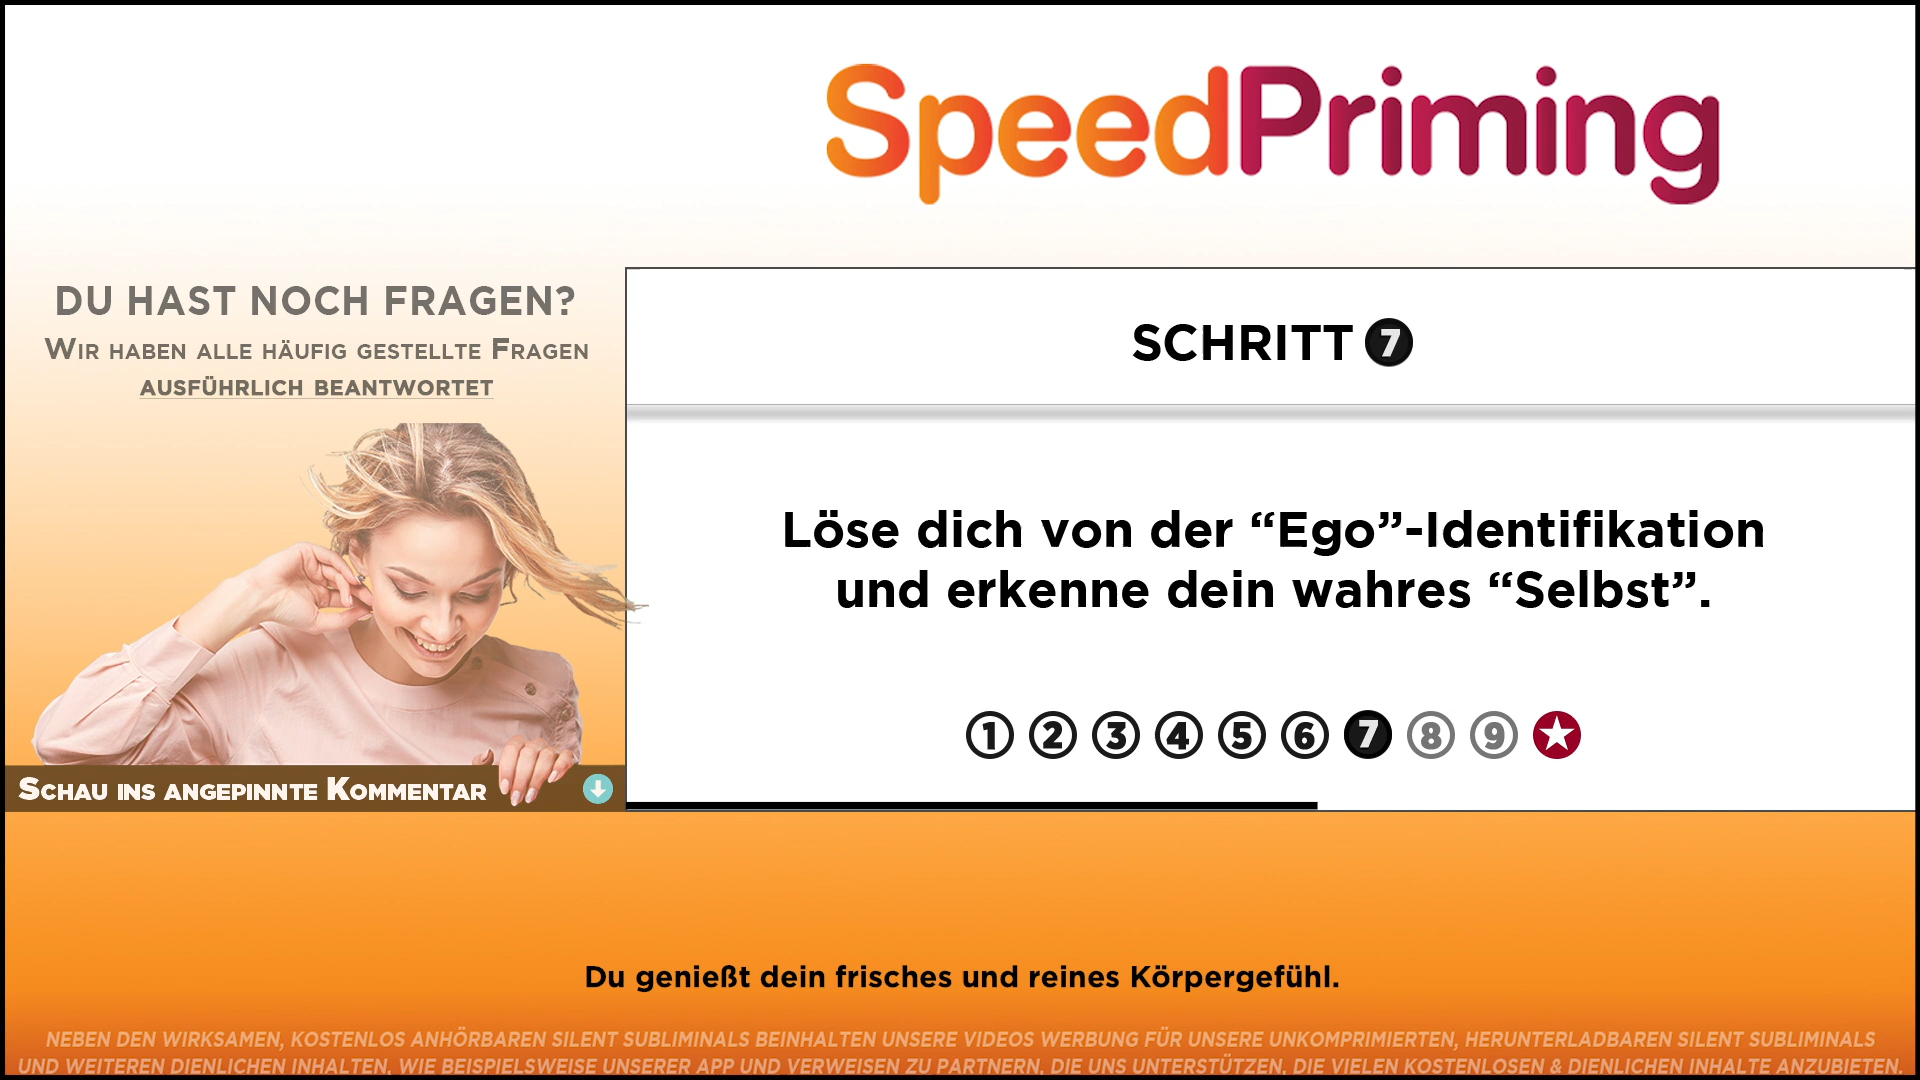 SpeedPriming
DU HAST NOCH FRAGEN?
WIR HABEN ALLE HÄUFIG GESTELLTE FRAGEN
AUSFÜHRLICH BEANTWORTET
SCHAU INS ANGEPINNTE KOMMENTAR
SCHRITT 7
Löse dich von der “Ego”-Identifikation
und erkenne dein wahres “Selbst”.
1 2 3 4 5 6 7 8 9
Du genießt dein frisches und reines Körpergefühl.
NEBEN DEN WIRKSAMEN, KOSTENLOS ANHÖRBAREN SILENT SUBLIMINALS BEINHALTEN UNSERE VIDEOS WERBUNG FÜR UNSERE UNKOMPRIMIERTEN, HERUNTERLADBAREN SILENT SUBLIMINALS
UND WEITEREN DIENLICHEN INHALTEN, WIE BEISPIELSWEISE UNSERER APP UND VERWEISEN ZU PARTNERN, DIE UNS UNTERSTÜTZEN, DIE VIELEN KOSTENLOSEN & DIENLICHEN INHALTE ANZUBIETEN.